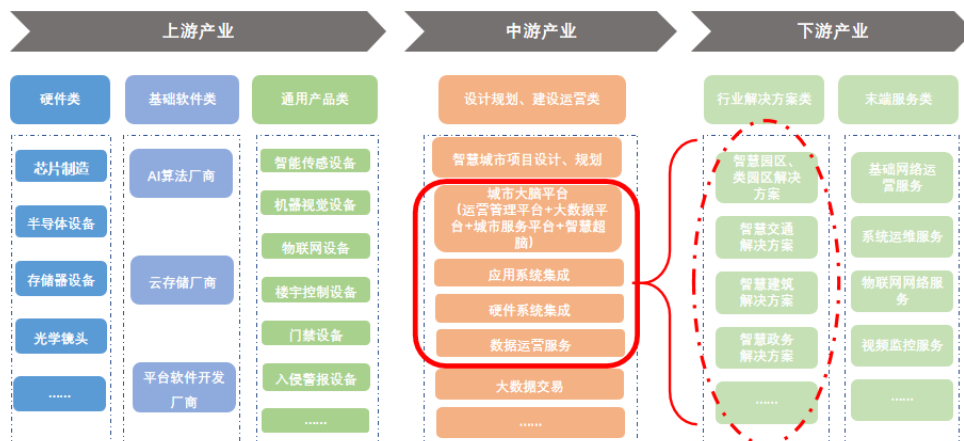 上游产业
中游产业
下游产业
硬件类
基础软件类
通用产品类
设计规划、建设运营类
行业解决方案类
末端服务类
芯片制造
半导体设备
存储器设备
光学镜头
……
AI算法厂商
云存储厂商
平台软件开发
厂商
智能传感设备
机器视觉设备
物联网设备
楼宇控制设备
门禁设备
入侵警报设备
……
智慧城市项目设计、规划
城市大脑平台
(运营管理平台+大数据平
台+城市服务平台+智慧超
脑)
应用系统集成
硬件系统集成
数据运营服务
大数据交易
……
智慧园区、
类园区解决
方案
智慧交通
解决方案
智慧建筑
解决方案
智慧政务
解决方案
……
基础网络运
营服务
系统运维服务
物联网网络服
务
视频监控服务
……